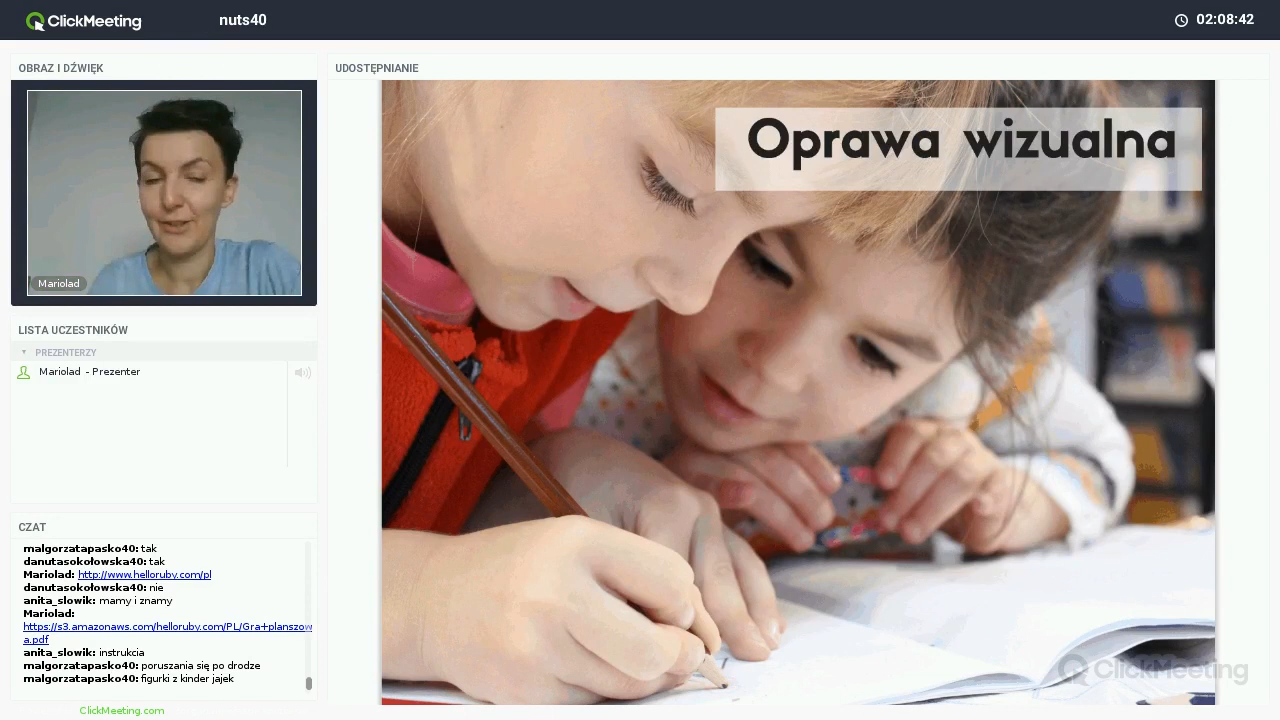 ClickMeeting
nuts40
02:08:42
OBRAZ I DŹWIĘK
Mariolad
LISTA UCZESTNIKÓW
PREZENTERZY
Mariolad - Prezenter
CZAT
malgorzatapasko40: tak
danutasokołowska40: tak
Mariolad: http://www.helloruby.com/pl
danutasokołowska40: nie
anita_slowik: mamy i znamy
Mariolad:
https://s3.amazonaws.com/helloruby.com/PL/Gra+planszow
a.pdf
anita_slowik: instrukcja
malgorzatapasko40: poruszania się po drodze
malgorzatapasko40: figurki z kinder jajek
ClickMeeting.com
UDOSTĘPNIANIE
Oprawa wizualna
ClickMeeting